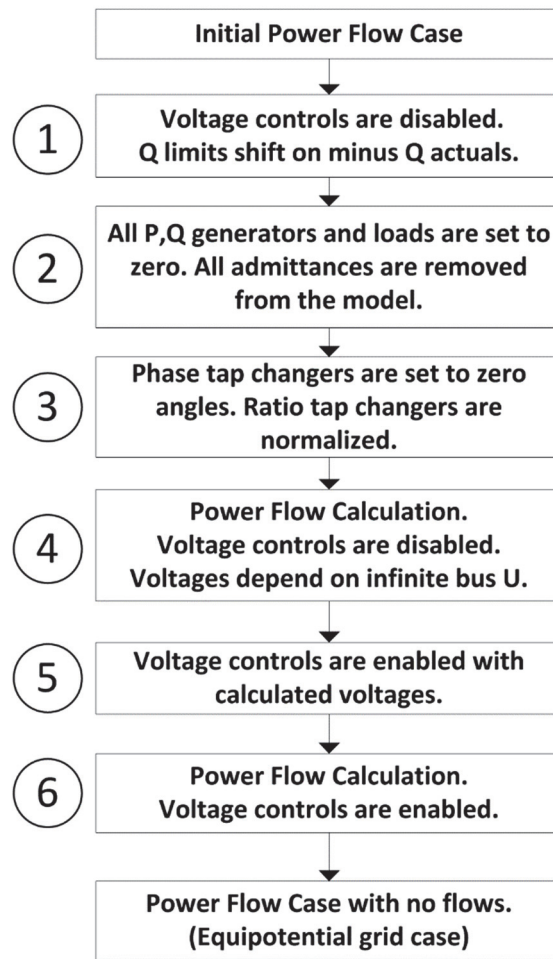 Initial Power Flow Case
1
Voltage controls are disabled.
Q limits shift on minus Q actuals.
2
All P,Q generators and loads are set to
zero. All admittances are removed
from the model.
3
Phase tap changers are set to zero
angles. Ratio tap changers are
normalized.
4
Power Flow Calculation.
Voltage controls are disabled.
Voltages depend on infinite bus U.
5
Voltage controls are enabled with
calculated voltages.
6
Power Flow Calculation.
Voltage controls are enabled.
Power Flow Case with no flows.
(Equipotential grid case)